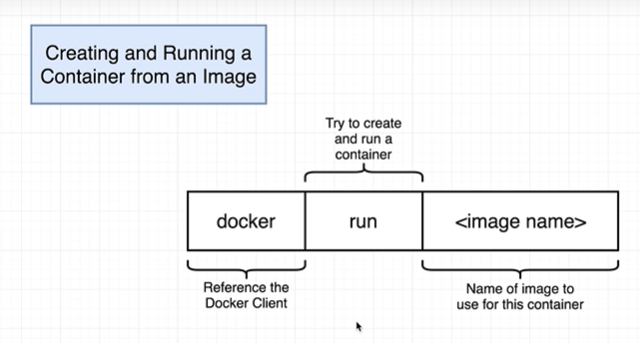 Creating and Running a
Container from an Image
Try to create
and run a
container
docker
run
<image name>
Reference the
Docker Client
Name of image to
use for this container